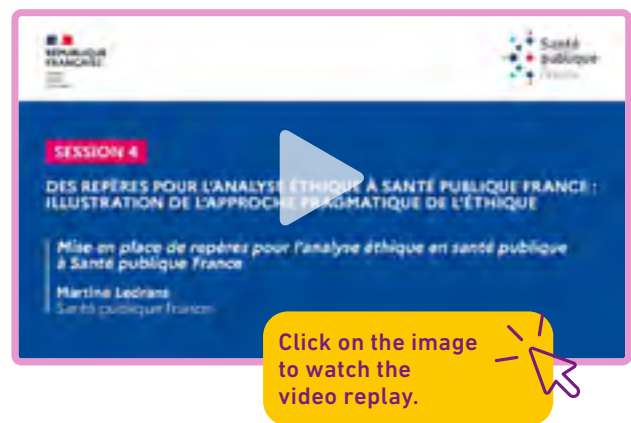 RÉPUBLIQUE
FRANÇAISE
Santé
publique
France
SESSION 4
DES REPÈRES POUR L'ANALYSE ÉTHIQUE À SANTÉ PUBLIQUE FRANCE :
ILLUSTRATION DE L'APPROCHE PRAGMATIQUE DE L'ÉTHIQUE
Mise en place de repères pour l'analyse éthique en santé publique
à Santé publique France
Martine Ledrans
Santé publique France
Click on the image
to watch the
video replay.